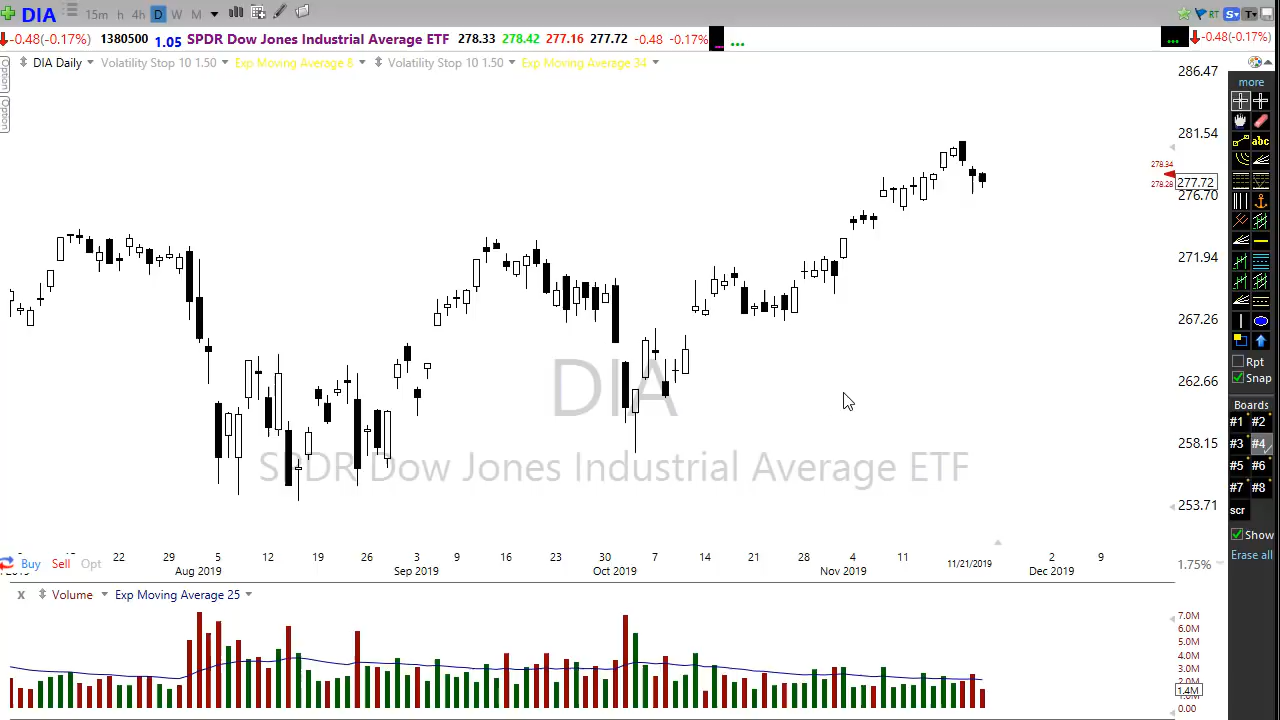 DIA 15m h 4h D W M RT S T
-0.48(-0.17%) 1380500 1.05 SPDR Dow Jones Industrial Average ETF 278.33 278.42 277.16 277.72 -0.48 -0.17% ... ... -0.48(-0.17%)
DIA Daily Volatility Stop 10 1.50 Exp Moving Average 8 Volatility Stop 10 1.50 Exp Moving Average 34
Option
Option
286.47
281.54
278.34
278.28
277.72
276.70
271.94
267.26
262.66
258.15
253.71
1.75%
DIA
SPDR Dow Jones Industrial Average ETF
22 29 5 12 19 26 3 9 16 23 30 7 14 21 28 4 11 11/21/2019 2 9
Aug 2019 Sep 2019 Oct 2019 Nov 2019 Dec 2019
Buy Sell Opt
x Volume Exp Moving Average 25
7.0M
6.0M
5.0M
4.0M
3.0M
1.4M
0.00
more
abc
Rpt
Snap
Boards
#1 #2
#3 #4
#5 #6
#7 #8
scr
Show
Erase all